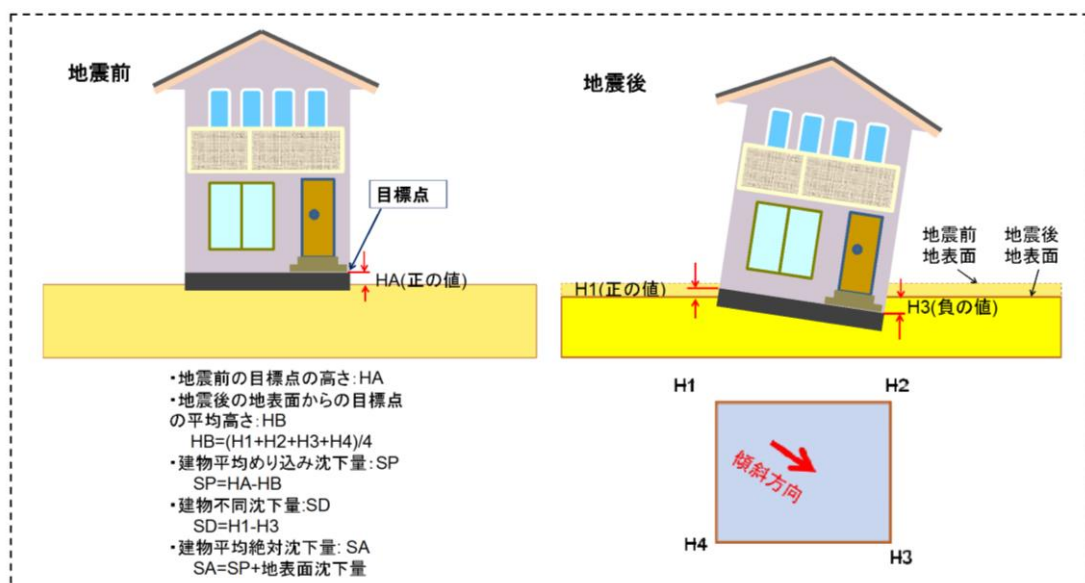 地震前
目標点
HA(正の値)
・地震前の目標点の高さ:HA
・地震後の地表面からの目標点
の平均高さ:HB
HB=(H1+H2+H3+H4)/4
・建物平均めり込み沈下量:SP
SP=HA-HB
・建物不同沈下量:SD
SD=H1-H3
・建物平均絶対沈下量: SA
SA=SP+地表面沈下量
地震後
地震前
地表面
地震後
地表面
H1(正の値)
H3(負の値)
H1
H2
傾斜方向
H4
H3